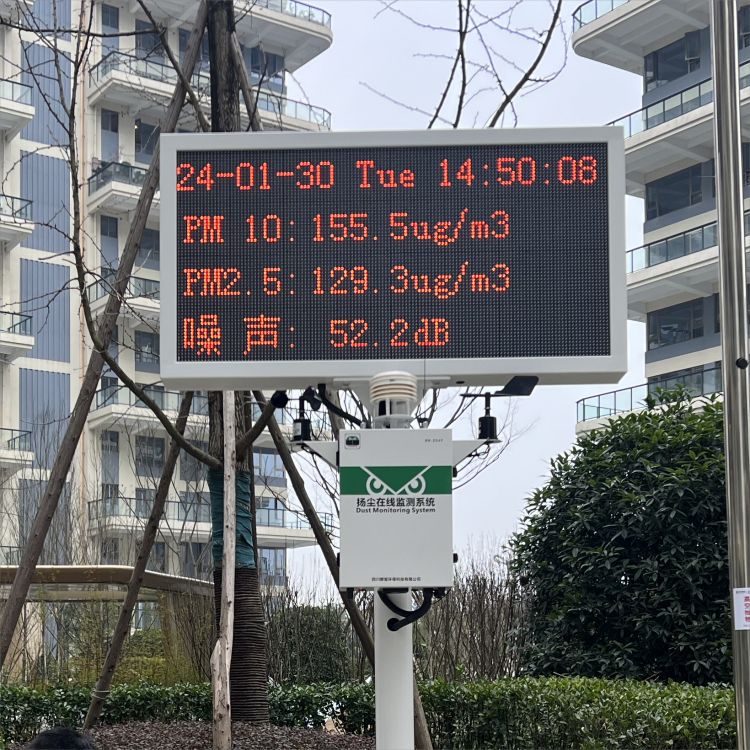 24-01-30 Tue 14:50:08
PM 10: 155.5ug/m3
PM2.5: 129.3ug/m3
噪 声: 52.2dB
扬尘在线监测系统
Dust Monitoring System